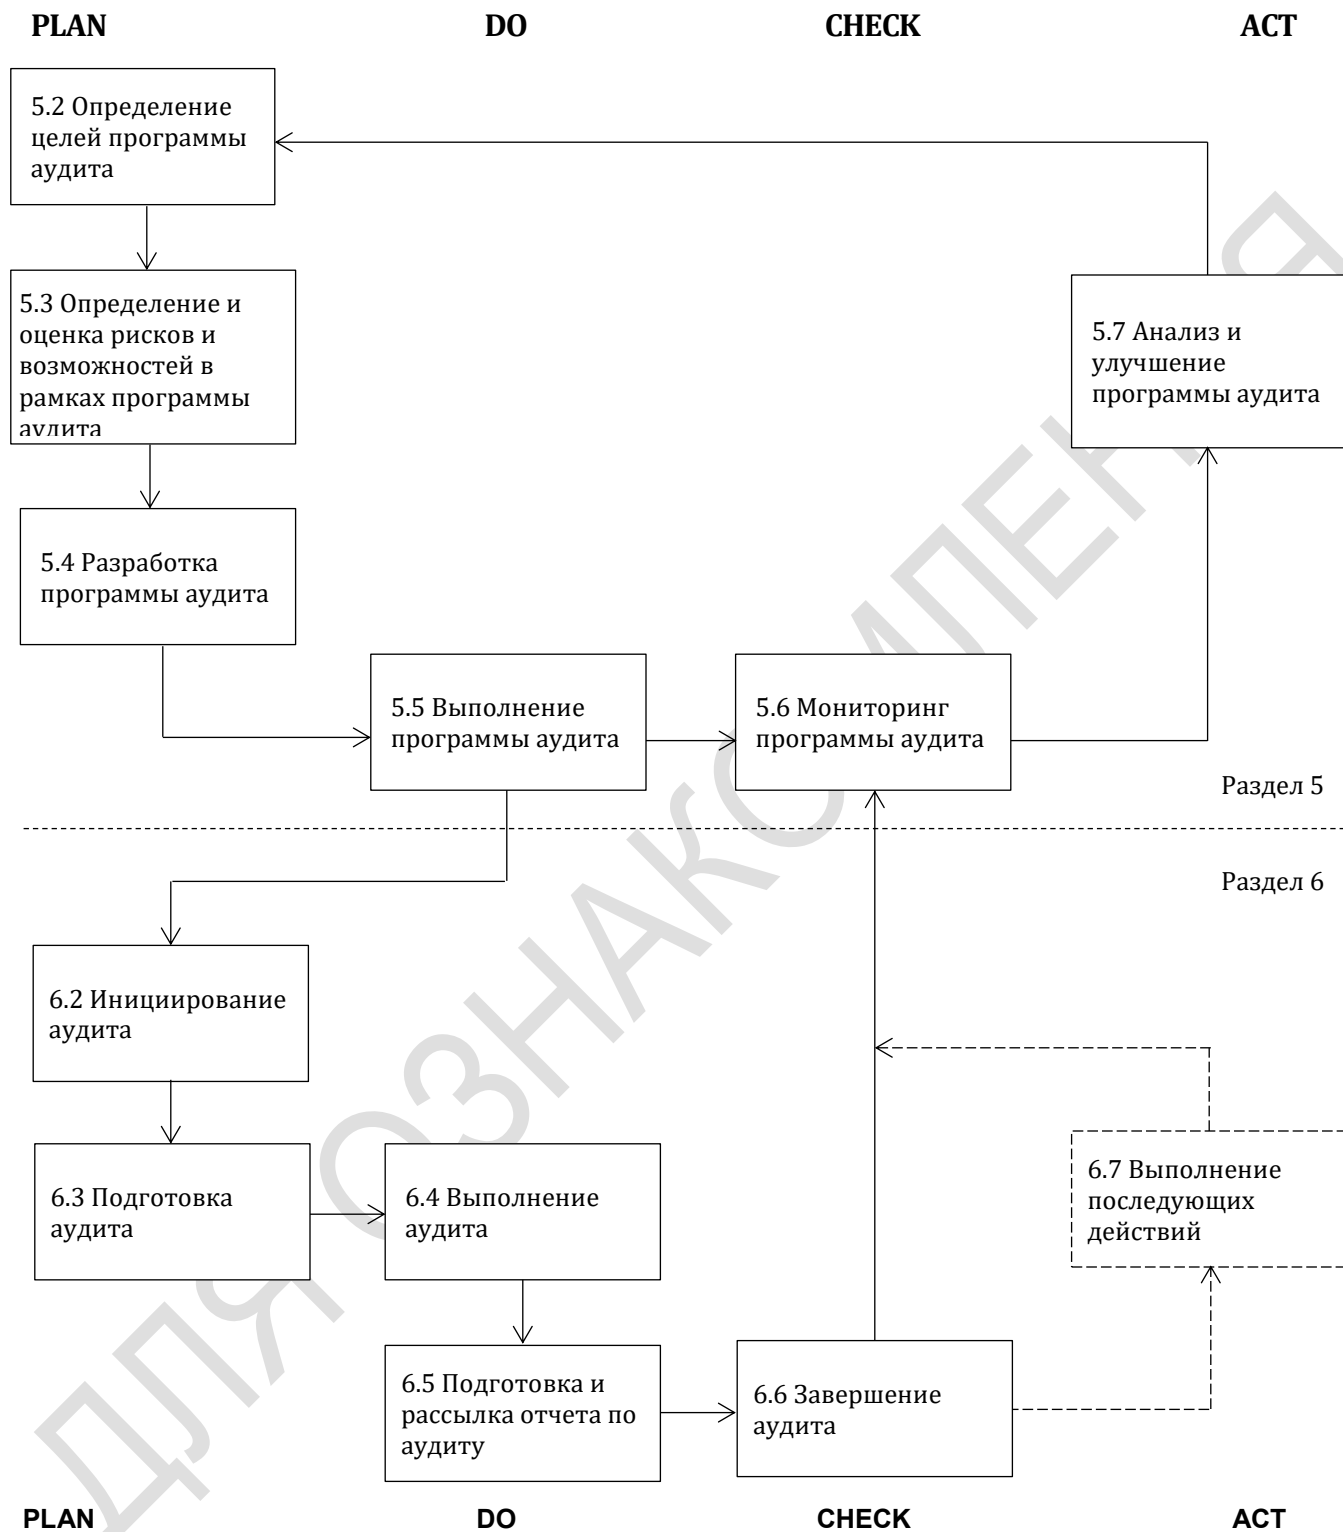 PLAN DO CHECK ACT
5.2 Определение
целей программы
аудита
5.3 Определение и
оценка рисков и
возможностей в
рамках программы
аудита
5.7 Анализ и
улучшение
программы аудита
5.4 Разработка
программы аудита
5.5 Выполнение
программы аудита
5.6 Мониторинг
программы аудита
Раздел 5
Раздел 6
6.2 Инициирование
аудита
6.3 Подготовка
аудита
6.4 Выполнение
аудита
6.7 Выполнение
последующих
действий
6.5 Подготовка и
рассылка отчета по
аудиту
6.6 Завершение
аудита
PLAN DO CHECK ACT
ДЛЯ ОЗНАКОМЛЕНИЯ